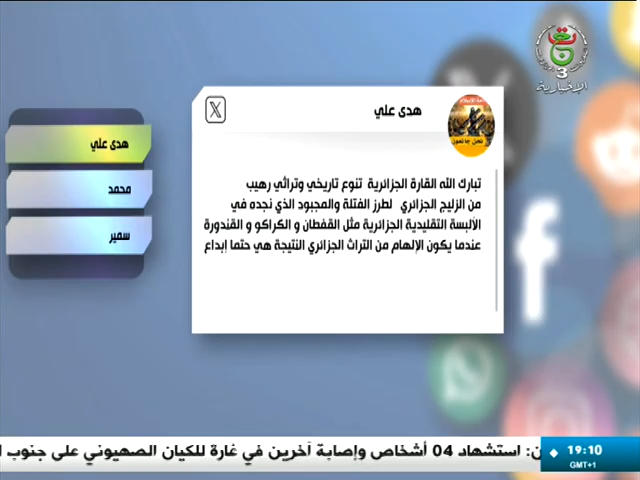 3
الإخبارية
هدى علي
تبارك الله القارة الجزائرية تنوع تاريخي وتراثي رهيب
من الزليج الجزائري لطرز الفتلة والمجبود الذي نجده في
الألبسة التقليدية الجزائرية مثل القفطان و الكراكو و القندورة
عندما يكون الإلهام من التراث الجزائري النتيجة هي حتما إبداع
هدى علي
محمد
سمير
ن: استشهاد 04 أشخاص وإصابة آخرين في غارة للكيان الصهيوني على جنوب
19:10
GMT+1